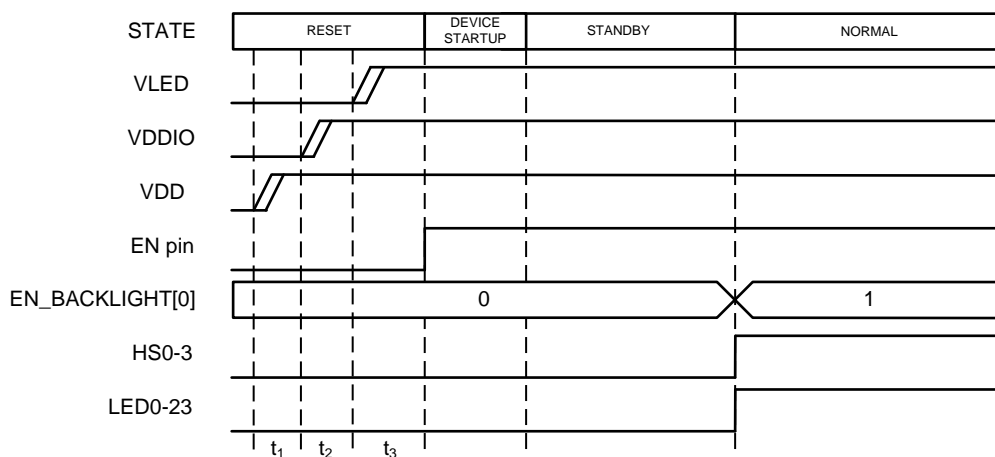 STATE RESET DEVICE STARTUP STANDBY NORMAL
VLED
VDDIO
VDD
EN pin
EN_BACKLIGHT[0] 0 1
HS0-3
LED0-23
t1 t2 t3